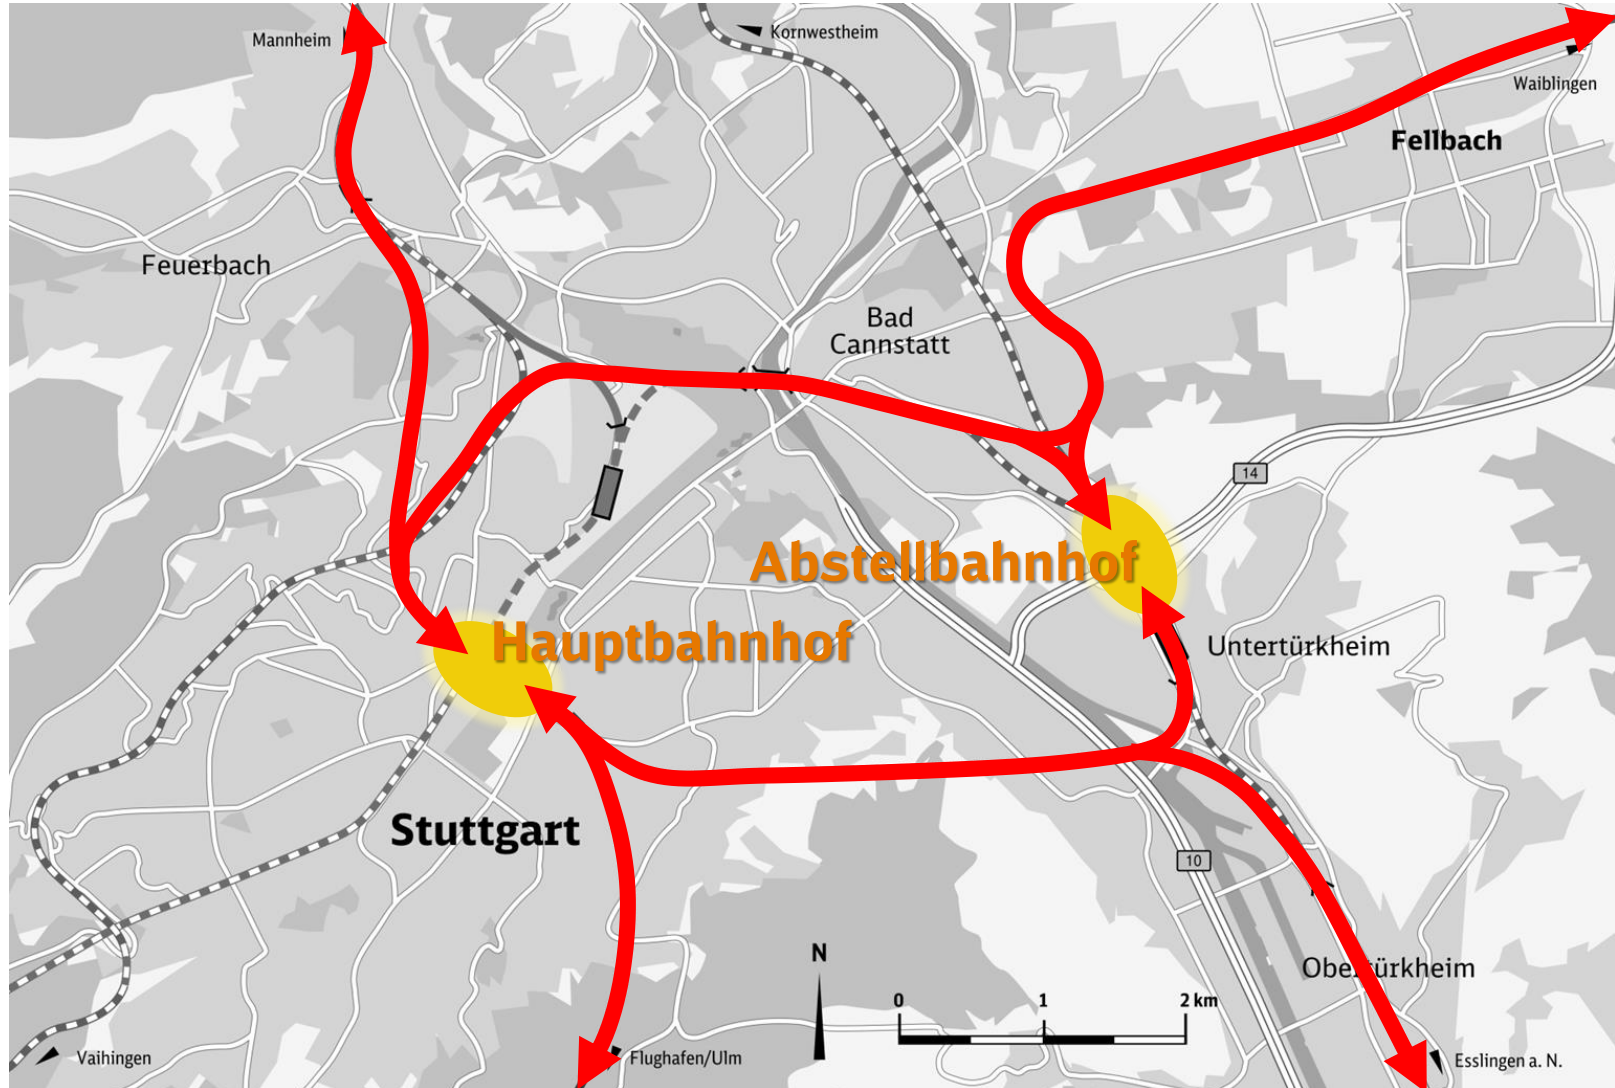 Mannheim
Kornwestheim
Waiblingen
Fellbach
Feuerbach
Bad
Cannstatt
14
Abstellbahnhof
Hauptbahnhof
Untertürkheim
Stuttgart
10
N
Obertürkheim
0 1 2 km
Vaihingen
Flughafen/Ulm
Esslingen a. N.